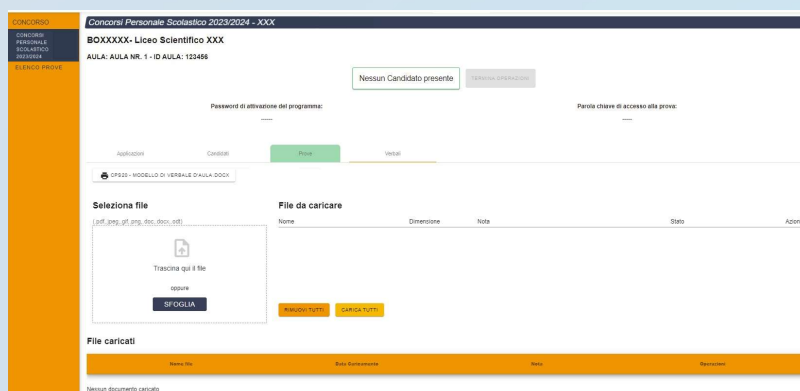 CONCORSO
CONCORSI
PERSONALE
SCOLASTICO
2023/2024
ELENCO PROVE
Concorsi Personale Scolastico 2023/2024 - XXX
BOXXXXX- Liceo Scientifico XXX
AULA: AULA NR. 1 - ID AULA: 123456
Nessun Candidato presente
TERMINA OPERAZIONI
Password di attivazione del programma:
-----
Parola chiave di accesso alla prova:
-----
Applicazioni Candidati Prove Verbali
CPS20 - MODELLO DI VERBALE D'AULA.DOCX
Seleziona file
(.pdf,.jpeg,.gif,.png,.doc,.docx,.odt)
Trascina qui il file
oppure
SFOGLIA
File da caricare
Nome Dimensione Nota Stato Azion
RIMUOVI TUTTI CARICA TUTTI
File caricati
Nome file Data Caricamento Nota Operazioni
Nessun documento caricato